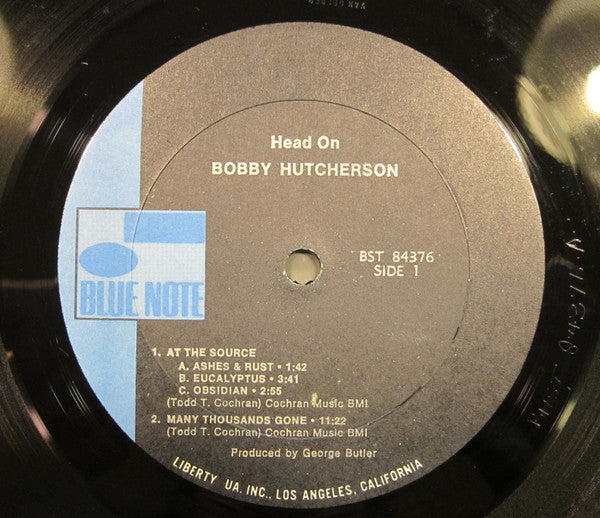 VAN GELDER
Head On
BOBBY HUTCHERSON
BST 84376
SIDE 1
BLUE NOTE
1. AT THE SOURCE
A. ASHES & RUST • 1:42
B. EUCALYPTUS • 3:41
C. OBSIDIAN • 2:55
(Todd T. Cochran) Cochran Music BMI
2. MANY THOUSANDS GONE • 11:22
(Todd T. Cochran) Cochran Music BMI
Produced by George Butler
LIBERTY UA, INC., LOS ANGELES, CALIFORNIA